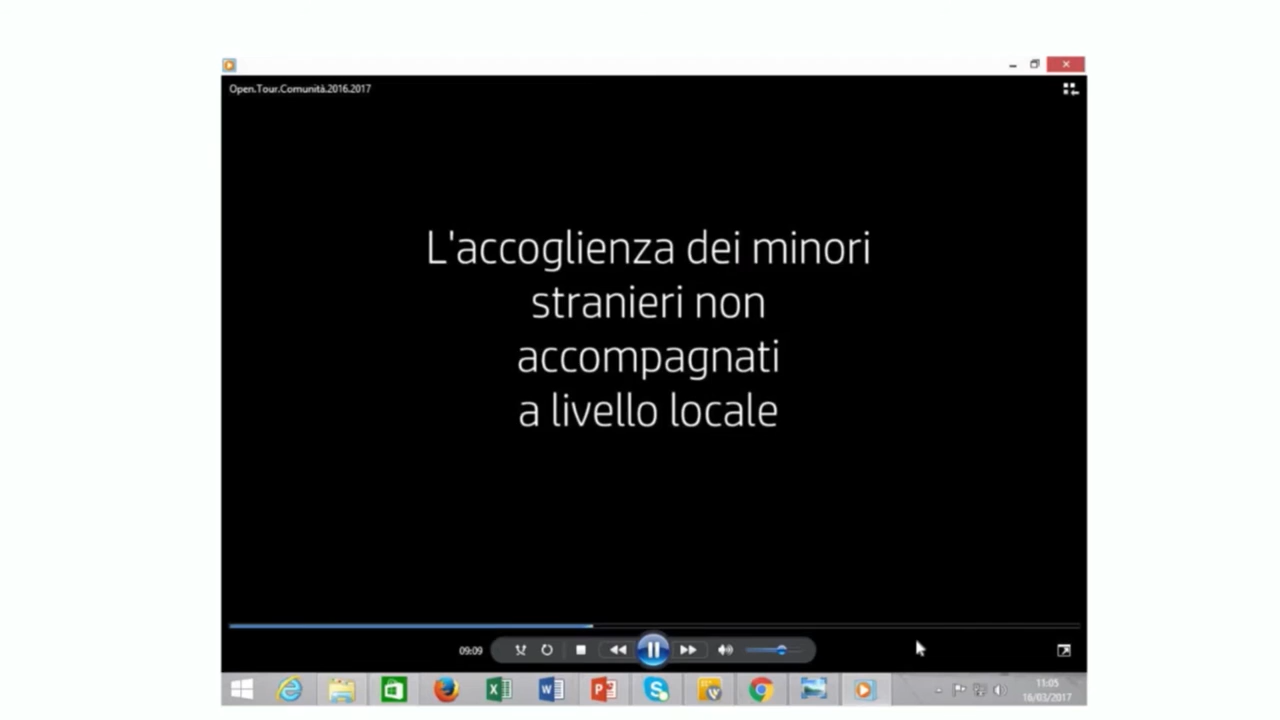 Open.Tour.Comunità.2016.2017
L'accoglienza dei minori
stranieri non
accompagnati
a livello locale
09:09
11:05
16/03/2017